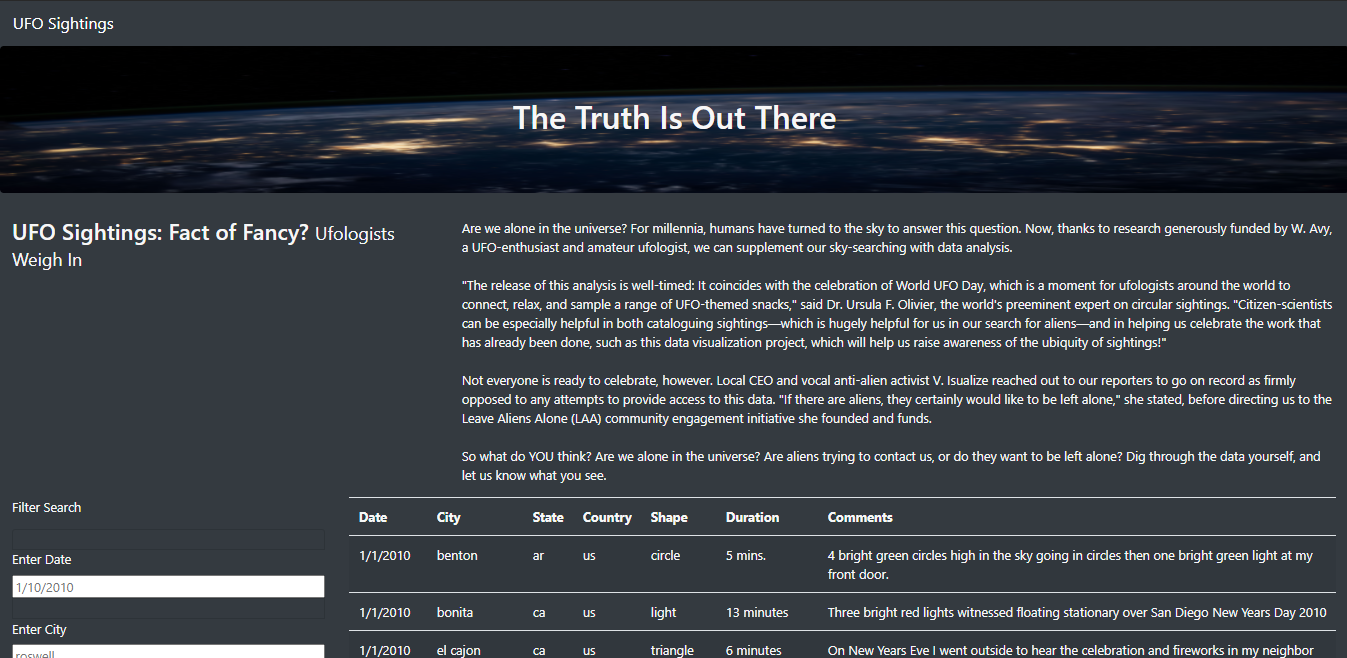 UFO Sightings
The Truth Is Out There
UFO Sightings: Fact of Fancy? Ufologists
Weigh In
Are we alone in the universe? For millennia, humans have turned to the sky to answer this question. Now, thanks to research generously funded by W. Avy,
a UFO-enthusiast and amateur ufologist, we can supplement our sky-searching with data analysis.
"The release of this analysis is well-timed: It coincides with the celebration of World UFO Day, which is a moment for ufologists around the world to
connect, relax, and sample a range of UFO-themed snacks," said Dr. Ursula F. Olivier, the world's preeminent expert on circular sightings. "Citizen-scientists
can be especially helpful in both cataloguing sightings—which is hugely helpful for us in our search for aliens—and in helping us celebrate the work that
has already been done, such as this data visualization project, which will help us raise awareness of the ubiquity of sightings!"
Not everyone is ready to celebrate, however. Local CEO and vocal anti-alien activist V. Isualize reached out to our reporters to go on record as firmly
opposed to any attempts to provide access to this data. "If there are aliens, they certainly would like to be left alone," she stated, before directing us to the
Leave Aliens Alone (LAA) community engagement initiative she founded and funds.
So what do YOU think? Are we alone in the universe? Are aliens trying to contact us, or do they want to be left alone? Dig through the data yourself, and
let us know what you see.
Filter Search
Enter Date
1/10/2010
Enter City
roswell
Date City State Country Shape Duration Comments
1/1/2010 benton ar us circle 5 mins. 4 bright green circles high in the sky going in circles then one bright green light at my
front door.
1/1/2010 bonita ca us light 13 minutes Three bright red lights witnessed floating stationary over San Diego New Years Day 2010
1/1/2010 el cajon ca us triangle 6 minutes On New Years Eve I went outside to hear the celebration and fireworks in my neighbor